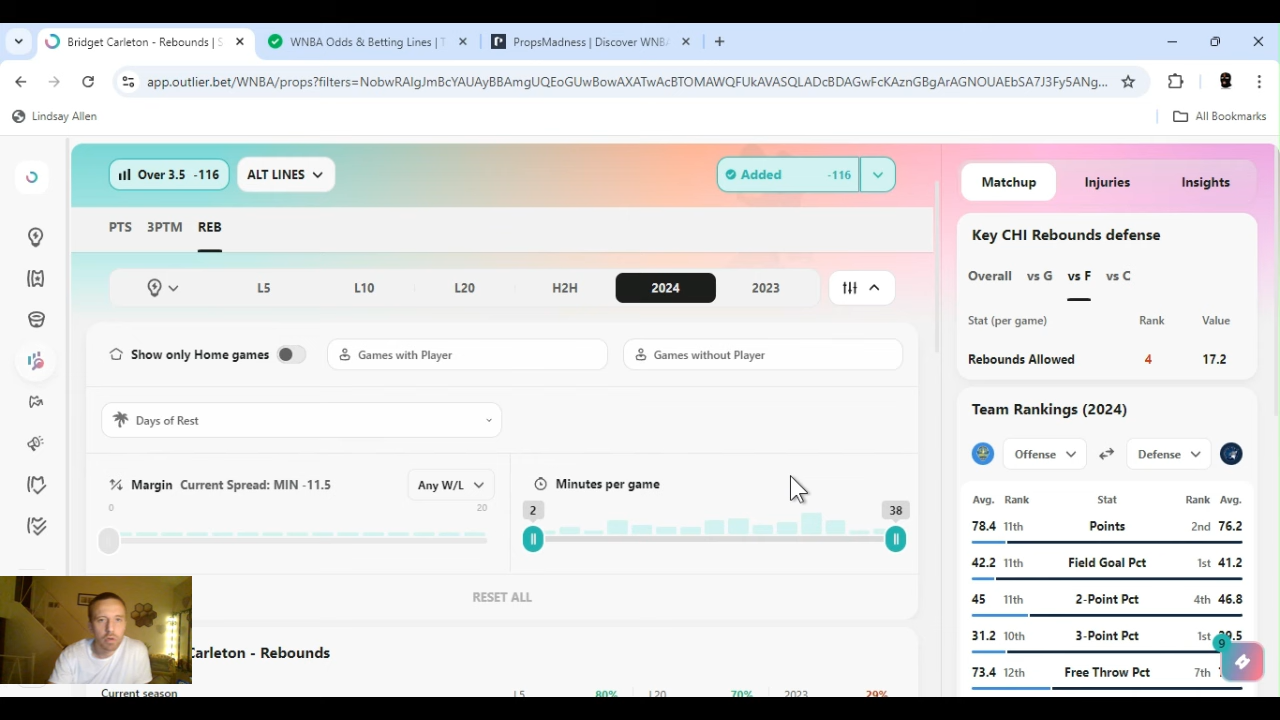 Bridget Carleton - Rebounds | S
WNBA Odds & Betting Lines | T
PropsMadness | Discover WNB
app.outlier.bet/WNBA/props?filters=NobwRAlgJmBcYAUAyBBAmgUQEoGUwBowAXATwAcBTOMAWQFUkAVASQLADcBDAGwFcKAznGBgArAGNOUAEbSA7J3Fy5ANg...
Lindsay Allen
All Bookmarks
Over 3.5 -116
ALT LINES
Added -116
Matchup Injuries Insights
PTS 3PTM REB
Key CHI Rebounds defense
Overall vs G vs F vs C
L5 L10 L20 H2H 2024 2023
Stat (per game) Rank Value
Show only Home games
Games with Player
Games without Player
Rebounds Allowed 4 17.2
Days of Rest
Team Rankings (2024)
Offense
Defense
Margin Current Spread: MIN -11.5
Any W/L
Minutes per game
0 20
2 38
Avg. Rank Stat Rank Avg.
78.4 11th Points 2nd 76.2
42.2 11th Field Goal Pct 1st 41.2
45 11th 2-Point Pct 4th 46.8
RESET ALL
31.2 10th 3-Point Pct 1st
9
Carleton - Rebounds
73.4 12th Free Throw Pct 7th
Current season
L5 80% L20 70% 2023 29%